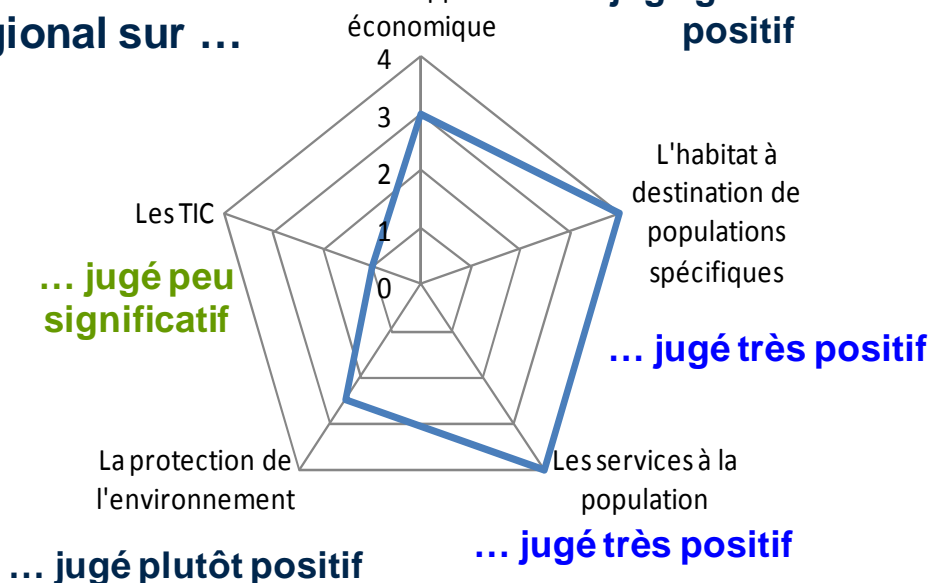 économique
positif
gional sur …
4
3
2
1
0
L'habitat à
destination de
populations
spécifiques
Les TIC
… jugé peu
significatif
… jugé très positif
La protection de
l'environnement
Les services à la
population
… jugé très positif
… jugé plutôt positif